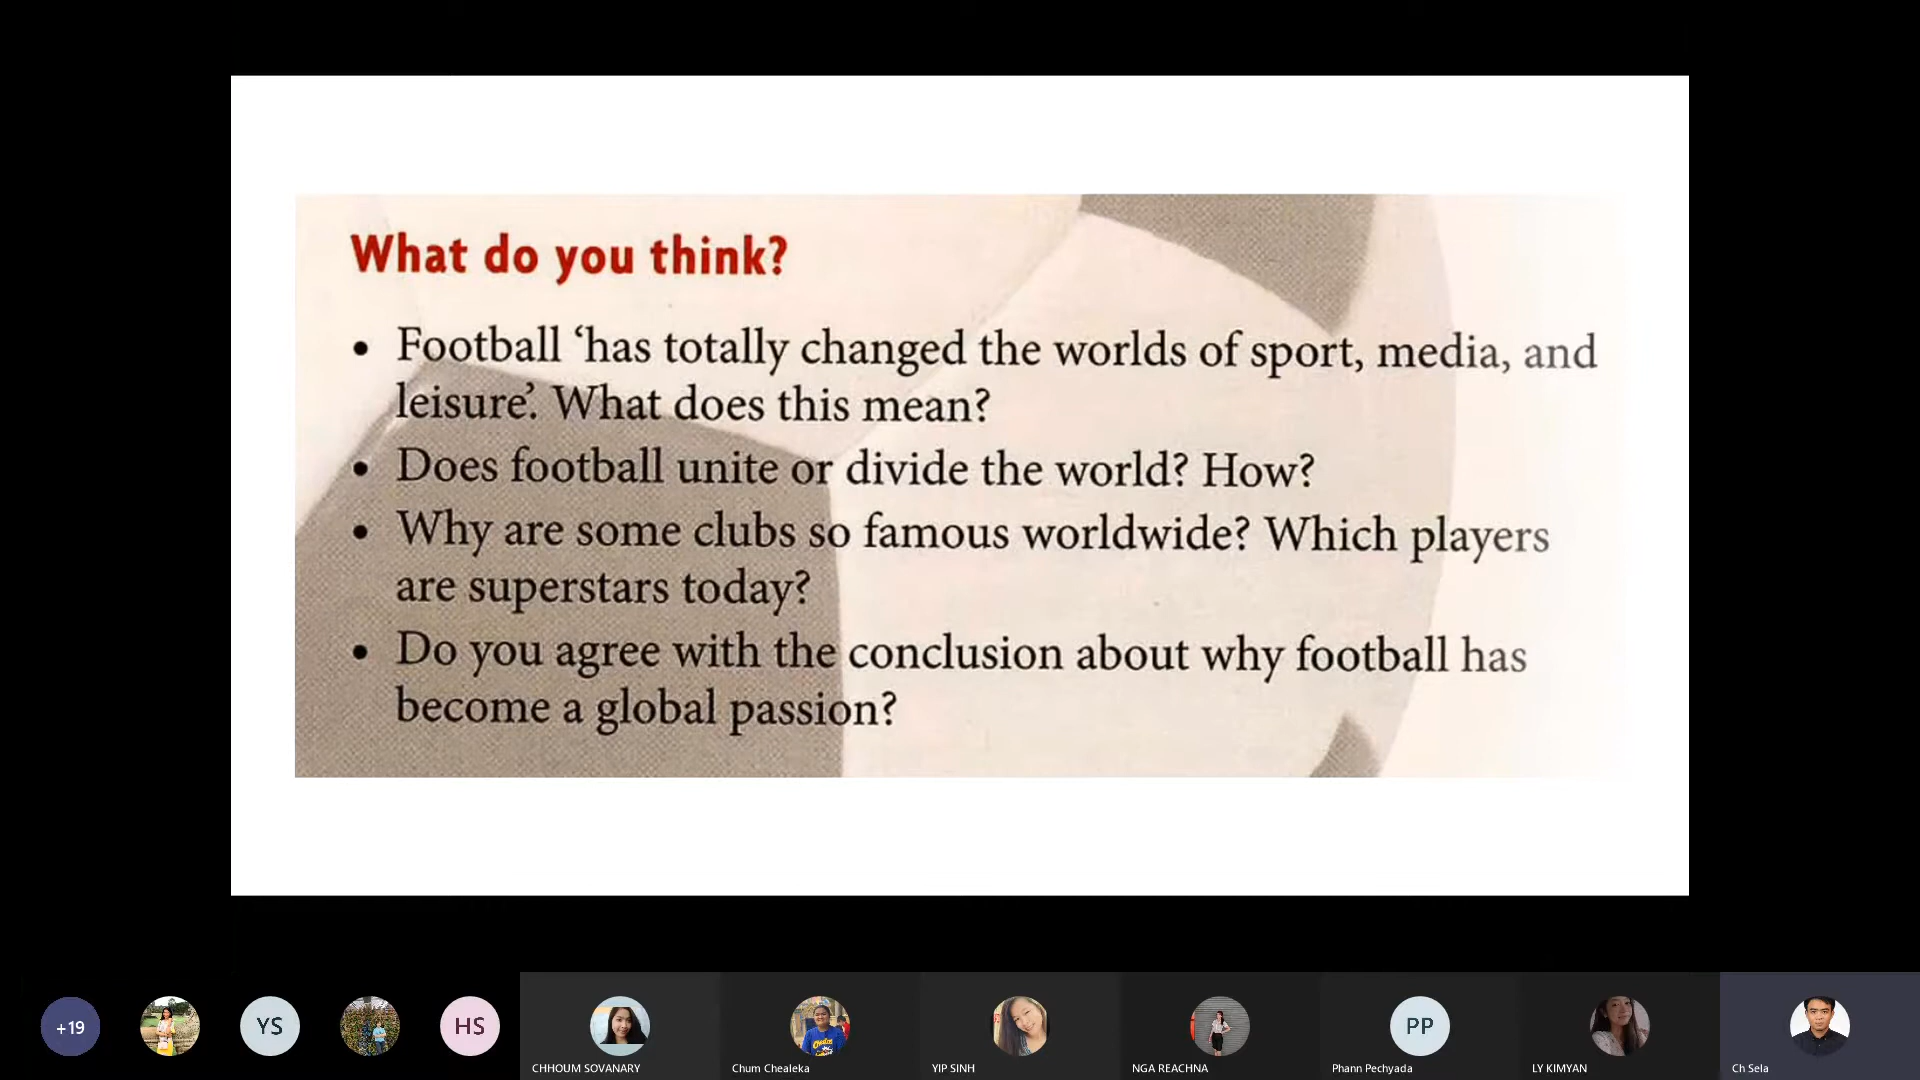 What do you think?
• Football ‘has totally changed the worlds of sport, media, and
leisure’. What does this mean?
• Does football unite or divide the world? How?
• Why are some clubs so famous worldwide? Which players
are superstars today?
• Do you agree with the conclusion about why football has
become a global passion?
+19
YS
HS
CHHOUM SOVANARY
Chum Chealeka
YIP SINH
NGA REACHNA
PP
Phann Pechyada
LY KIMYAN
Ch Sela